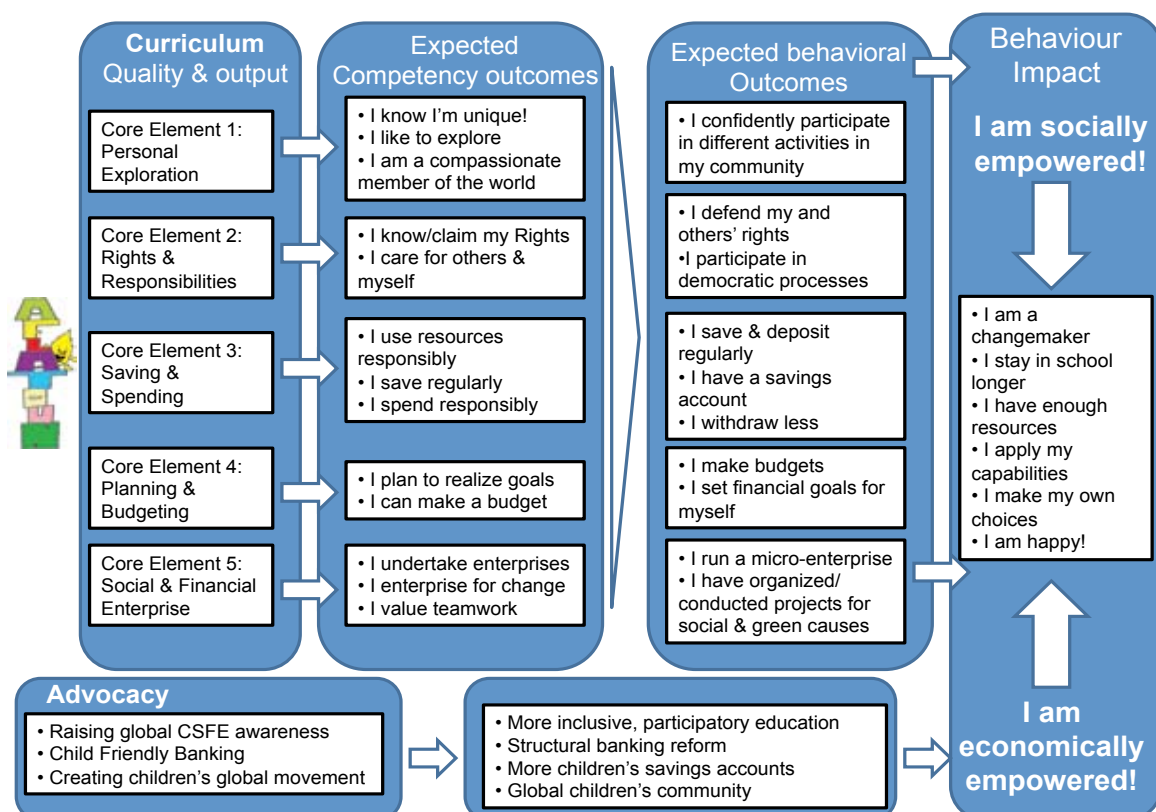 Curriculum
Quality & output
Core Element 1:
Personal
Exploration
Core Element 2:
Rights &
Responsibilities
Core Element 3:
Saving &
Spending
Core Element 4:
Planning &
Budgeting
Core Element 5:
Social & Financial
Enterprise
Expected
Competency outcomes
• I know I'm unique!
• I like to explore
• I am a compassionate
member of the world
• I know/claim my Rights
• I care for others &
myself
• I use resources
responsibly
• I save regularly
• I spend responsibly
• I plan to realize goals
• I can make a budget
• I undertake enterprises
• I enterprise for change
• I value teamwork
Expected behavioral
Outcomes
• I confidently participate
in different activities in
my community
• I defend my and
others' rights
•I participate in
democratic processes
• I save & deposit
regularly
• I have a savings
account
• I withdraw less
• I make budgets
• I set financial goals for
myself
• I run a micro-enterprise
• I have organized/
conducted projects for
social & green causes
Behaviour
Impact
I am socially
empowered!
• I am a
changemaker
• I stay in school
longer
• I have enough
resources
• I apply my
capabilities
• I make my own
choices
• I am happy!
I am
economically
empowered!
Advocacy
• Raising global CSFE awareness
• Child Friendly Banking
• Creating children's global movement
• More inclusive, participatory education
• Structural banking reform
• More children's savings accounts
• Global children's community